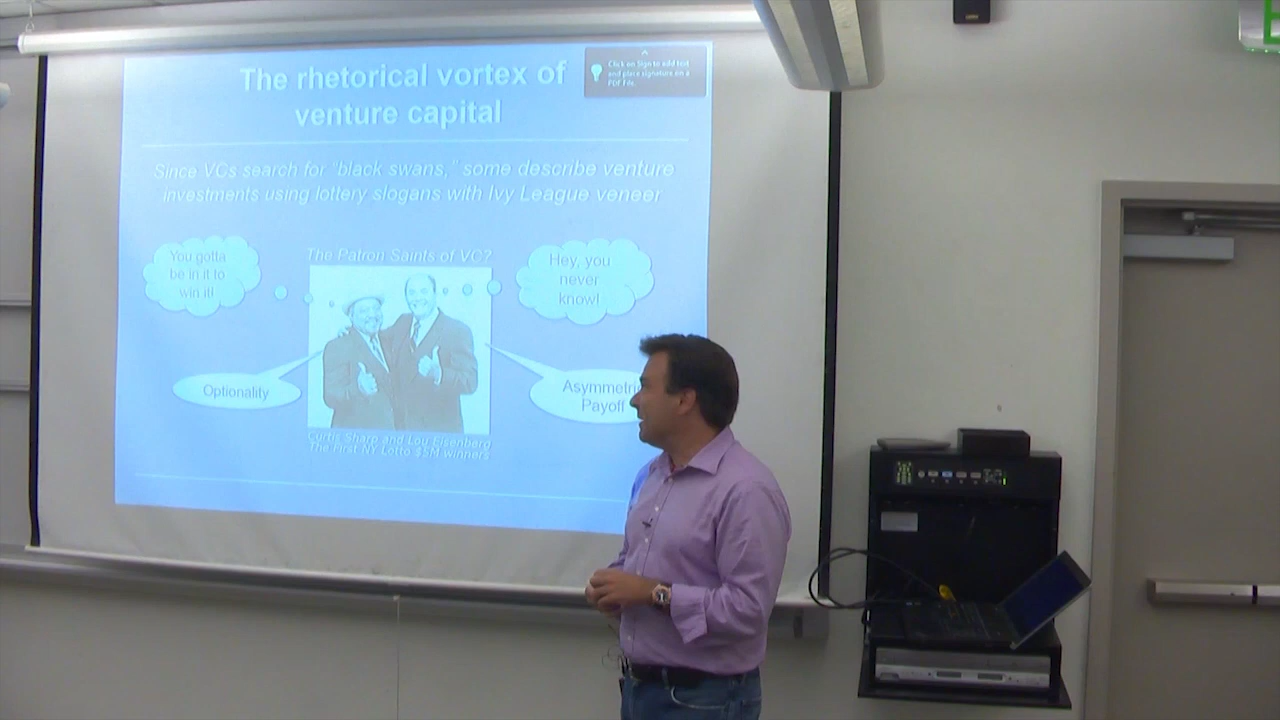 The rhetorical vortex of
venture capital
Click on Sign to add text
and place signature on a
PDF File.
Since VCs search for "black swans," some describe venture
investments using lottery slogans with Ivy League veneer
You gotta
be in it to
win it!
The Patron Saints of VC?
Hey, you
never
know!
Optionality
Asymmetric
Payoff
Curtis Sharp and Lou Eisenberg
The First NY Lotto $5M winners
E